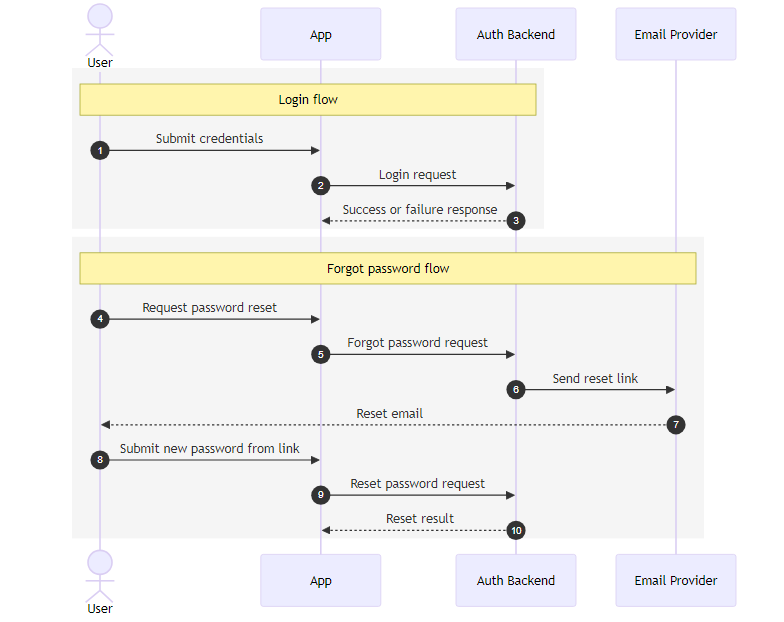 User
App
Auth Backend
Email Provider
Login flow
Submit credentials
1
Login request
2
Success or failure response
3
Forgot password flow
Request password reset
4
Forgot password request
5
Send reset link
6
Reset email
7
Submit new password from link
8
Reset password request
9
Reset result
10
User
App
Auth Backend
Email Provider